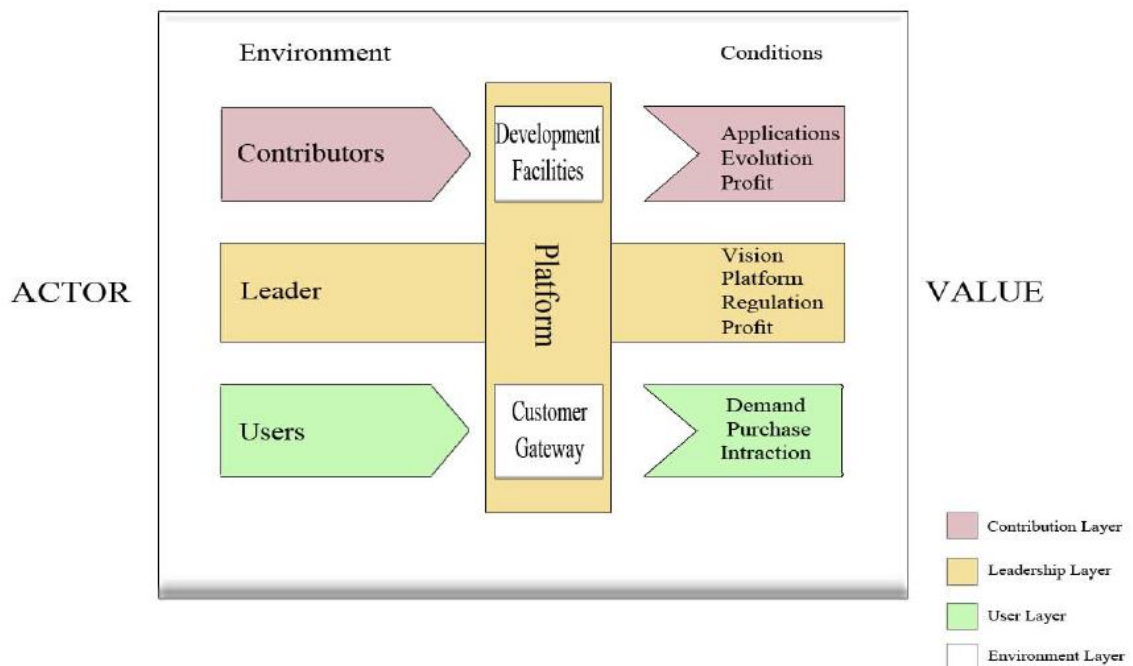 Environment
Conditions
Contributors
Development
Facilities
Applications
Evolution
Profit
ACTOR
Leader
Platform
Vision
Platform
Regulation
Profit
VALUE
Users
Customer
Gateway
Demand
Purchase
Intraction
Contribution Layer
Leadership Layer
User Layer
Environment Layer